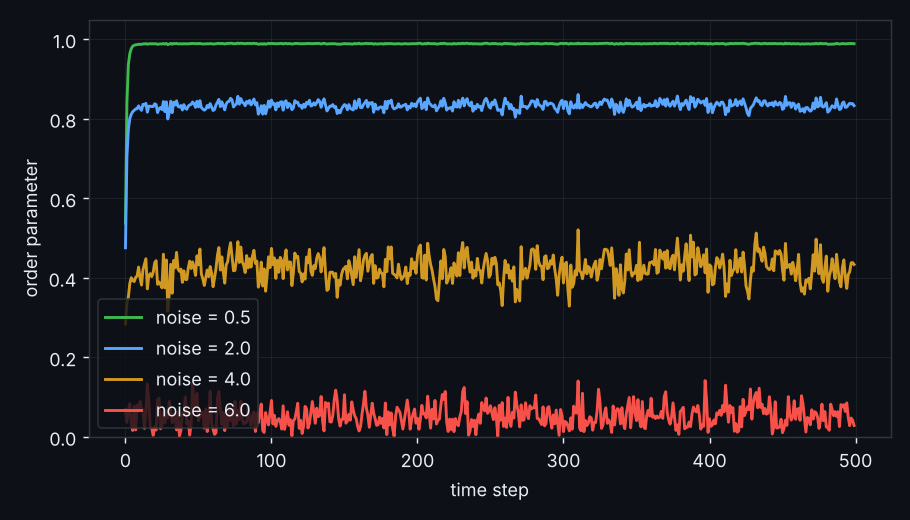 1.0
0.8
0.6
0.4
0.2
0.0
order parameter
noise = 0.5
noise = 2.0
noise = 4.0
noise = 6.0
0 100 200 300 400 500
time step